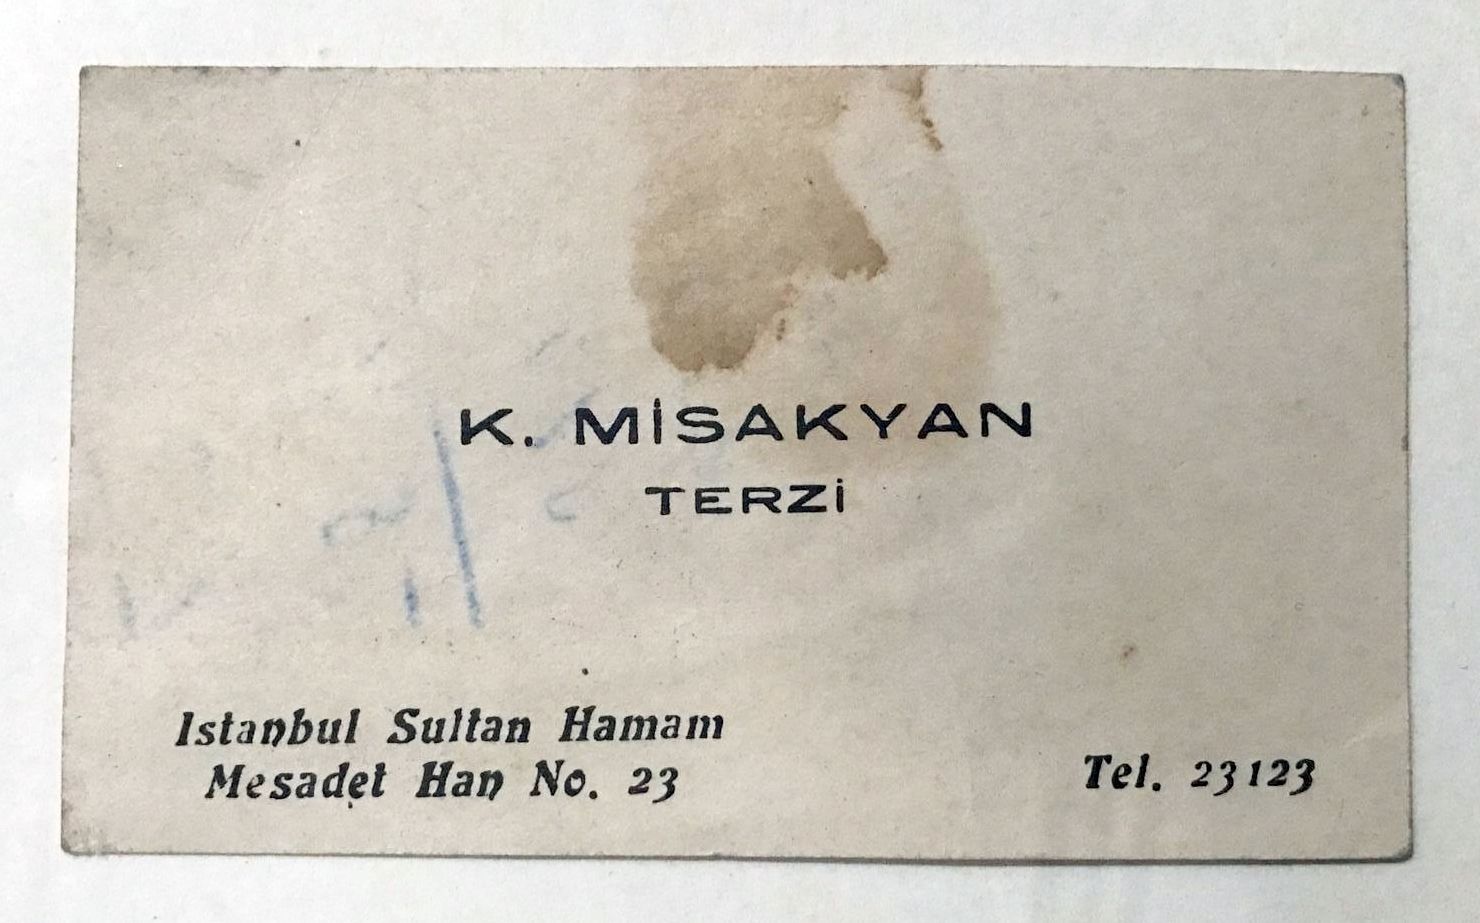 K. MİSAKYAN
TERZİ
Istanbul Sultan Hamam
Mesadet Han No. 23
Tel. 23123